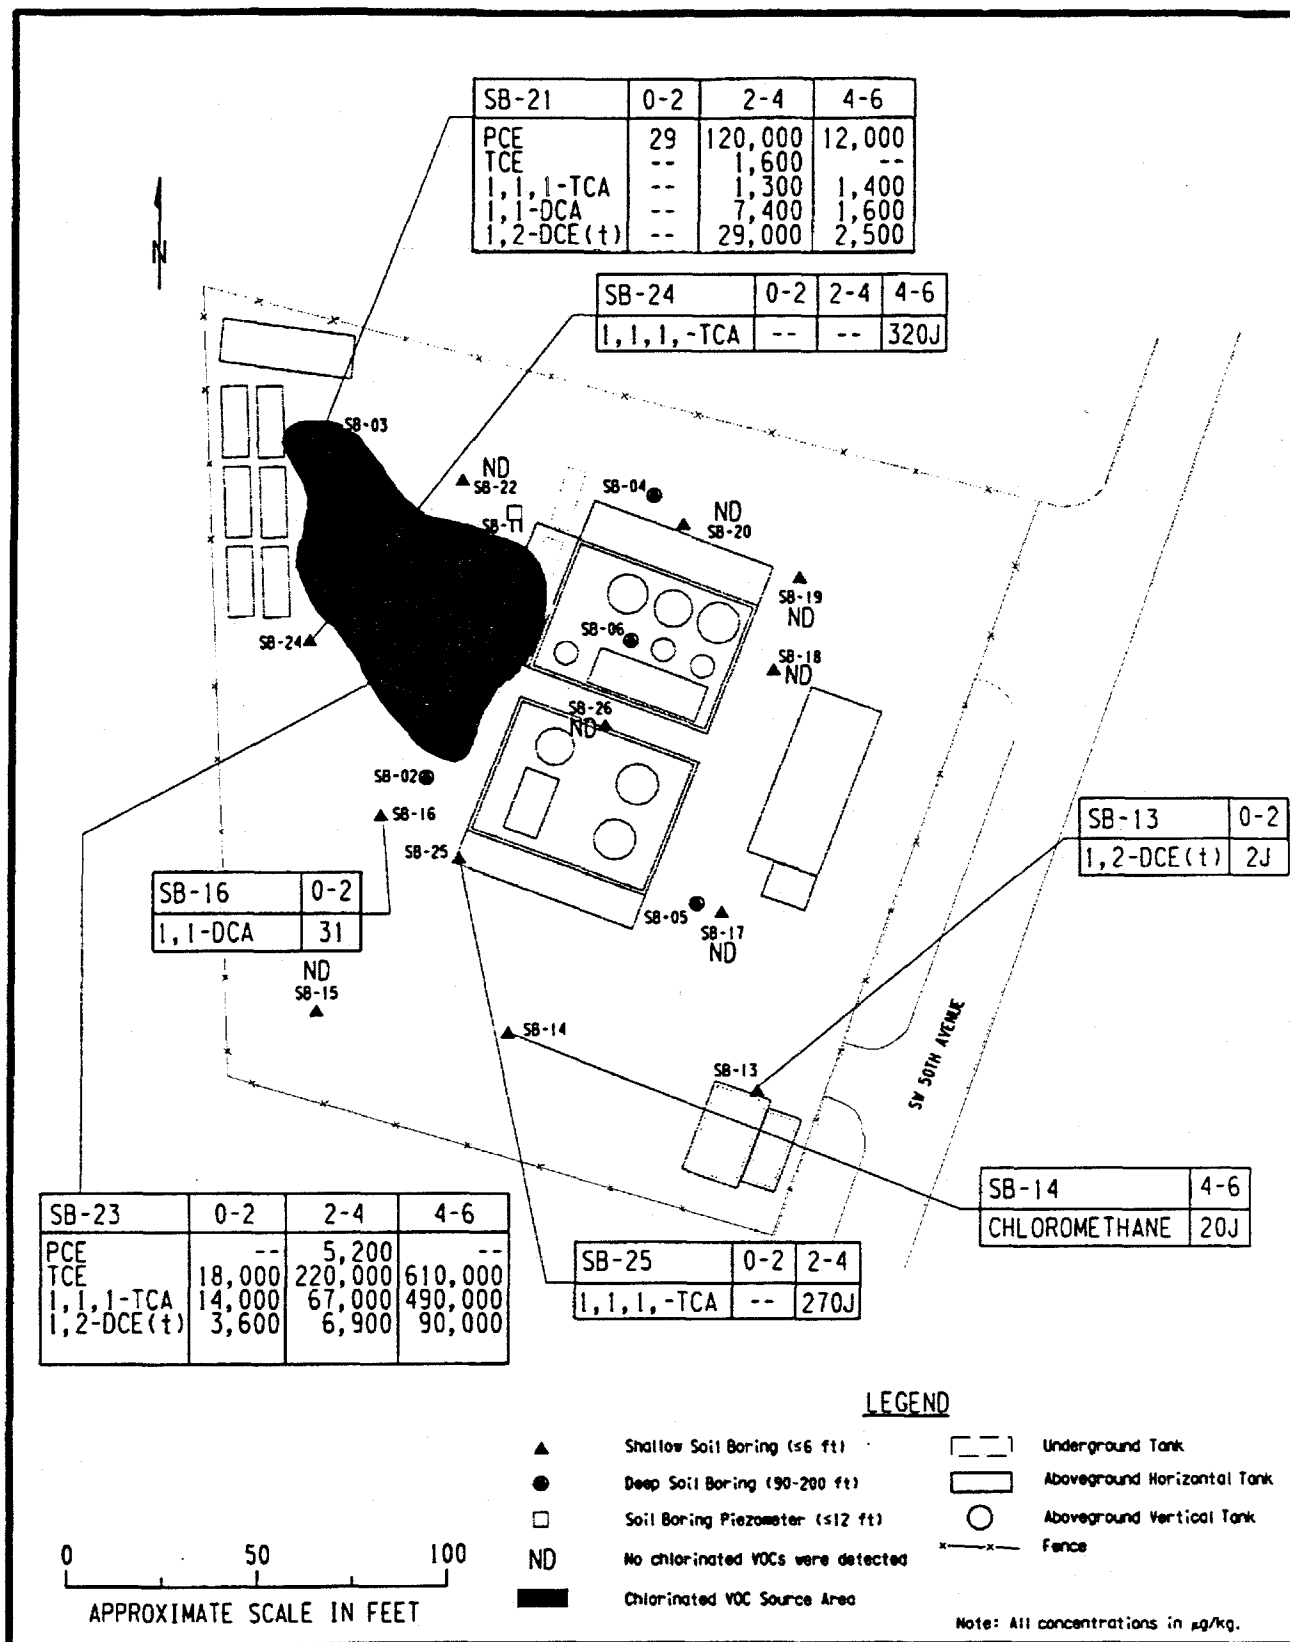 SB-21 0-2 2-4 4-6
PCE 29 120,000 12,000
TCE -- 1,600 --
1,1,1-TCA -- 1,300 1,400
1,1-DCA -- 7,400 1,600
1,2-DCE(t) -- 29,000 2,500
N
SB-24 0-2 2-4 4-6
1,1,1,-TCA -- -- 320J
SB-03
ND
SB-22
SB-11
SB-04
ND
SB-20
SB-19
ND
SB-06
SB-24
SB-18
ND
SB-26
ND
SB-02
SB-16
SB-25
SB-13 0-2
1,2-DCE(t) 2J
SB-16 0-2
1,1-DCA 31
SB-05
SB-17
ND
ND
SB-15
SB-14
SW 50TH AVENUE
SB-13
SB-14 4-6
CHLOROMETHANE 20J
SB-23 0-2 2-4 4-6
PCE -- 5,200 --
TCE 18,000 220,000 610,000
1,1,1-TCA 14,000 67,000 490,000
1,2-DCE(t) 3,600 6,900 90,000
SB-25 0-2 2-4
1,1,1,-TCA -- 270J
LEGEND
Shallow Soil Boring (≤6 ft)
Deep Soil Boring (90-200 ft)
Soil Boring Piezometer (≤12 ft)
ND No chlorinated VOCs were detected
Chlorinated VOC Source Area
Underground Tank
Aboveground Horizontal Tank
Aboveground Vertical Tank
Fence
0 50 100
APPROXIMATE SCALE IN FEET
Note: All concentrations in µg/kg.